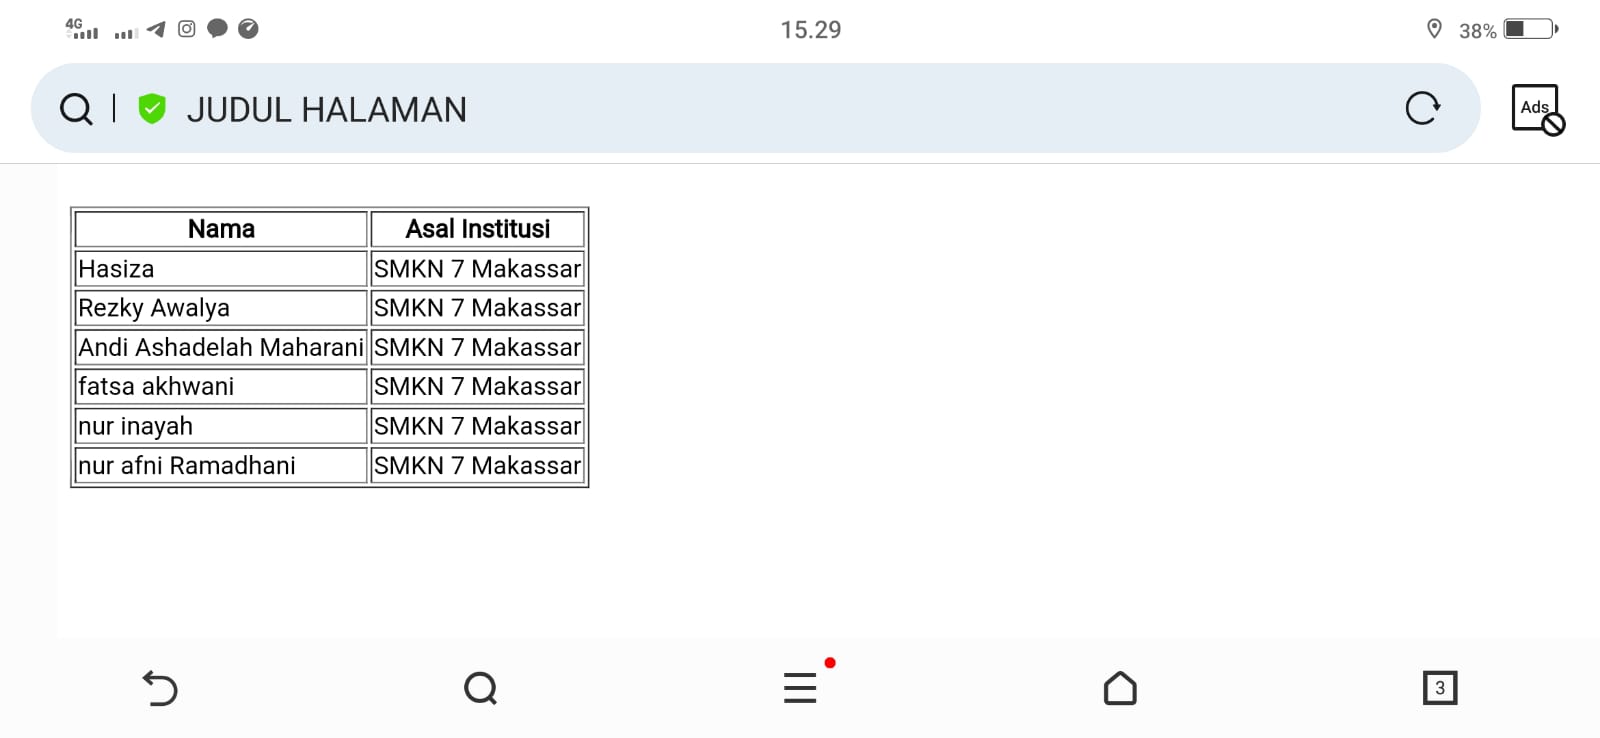 4G 15.29 38%
JUDUL HALAMAN Ads
Nama Asal Institusi
Hasiza SMKN 7 Makassar
Rezky Awalya SMKN 7 Makassar
Andi Ashadelah Maharani SMKN 7 Makassar
fatsa akhwani SMKN 7 Makassar
nur inayah SMKN 7 Makassar
nur afni Ramadhani SMKN 7 Makassar
3